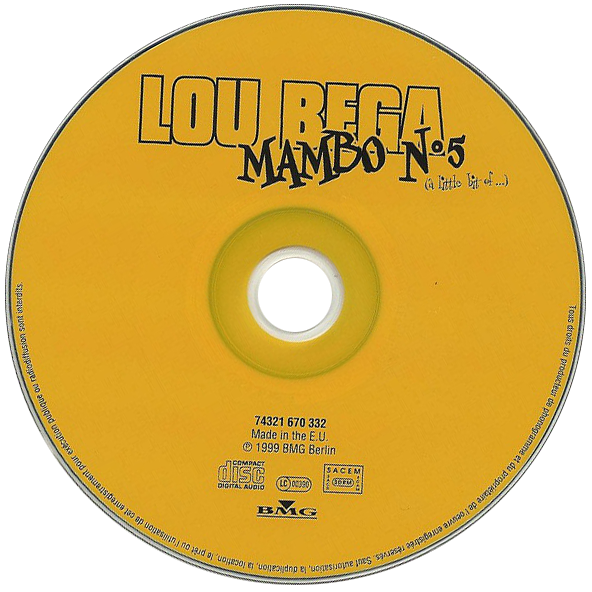 LOU BEGA
MAMBO Nº5
(a little bit of...)
74321 670 332
Made in the E.U.
℗ 1999 BMG Berlin
COMPACT
disc
DIGITAL AUDIO
LC 00390
SACEM
SDRM
BMG
Tous droits du producteur de phonogramme et du propriétaire de l'oeuvre enregistrée réservés. Sauf autorisation, la duplication, la location, le prêt ou l'utilisation de cet enregistrement pour exécution publique ou radiodiffusion sont interdits.